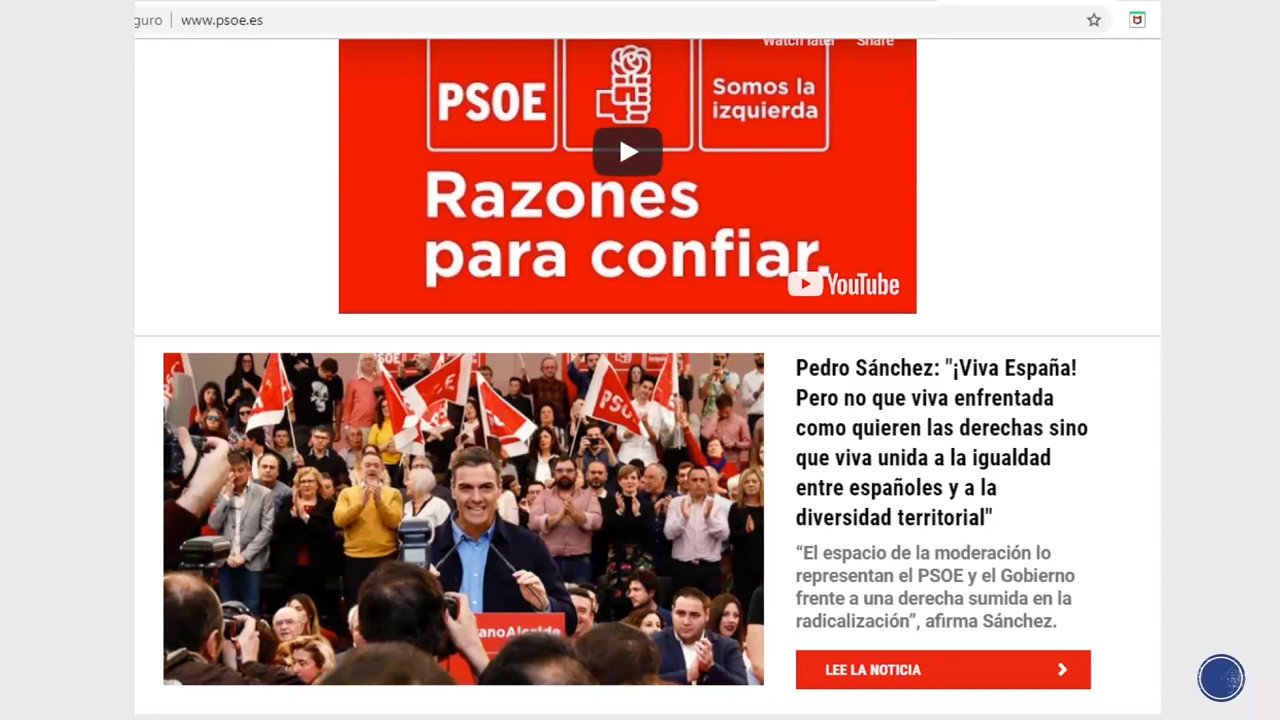 guro | www.psoe.es
Watch later Share
PSOE
Somos la
izquierda
Razones
para confiar.
YouTube
PSOE
PSOE
Pedro Sánchez: "¡Viva España!
Pero no que viva enfrentada
como quieren las derechas sino
que viva unida a la igualdad
entre españoles y a la
diversidad territorial"
“El espacio de la moderación lo
representan el PSOE y el Gobierno
frente a una derecha sumida en la
radicalización”, afirma Sánchez.
anoAlcalde
LEE LA NOTICIA